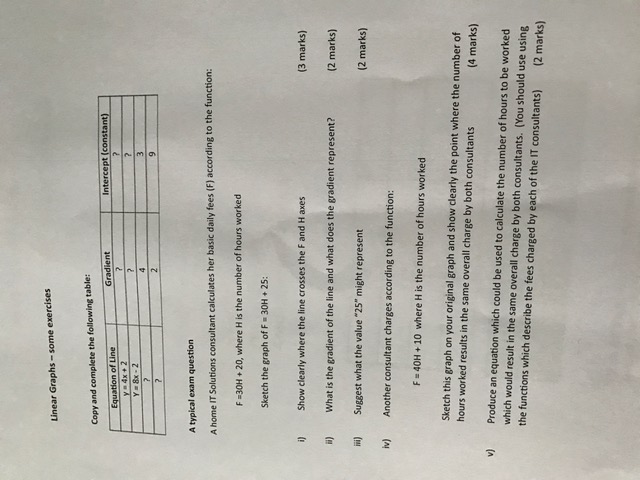 Linear Graphs – some exercises
Copy and complete the following table:
Equation of Line Gradient Intercept (constant)
y = 4x + 2 ? ?
Y = 8x - 2 ? ?
? 4 3
? 2 9
A typical exam question
A home IT Solutions consultant calculates her basic daily fees (F) according to the function:
F =30H + 20, where H is the number of hours worked
Sketch the graph of F = 30H + 25:
i) Show clearly where the line crosses the F and H axes (3 marks)
ii) What is the gradient of the line and what does the gradient represent? (2 marks)
iii) Suggest what the value "25" might represent (2 marks)
iv) Another consultant charges according to the function:
F = 40H + 10 where H is the number of hours worked
Sketch this graph on your original graph and show clearly the point where the number of
hours worked results in the same overall charge by both consultants (4 marks)
v) Produce an equation which could be used to calculate the number of hours to be worked
which would result in the same overall charge by both consultants. (You should use using
the functions which describe the fees charged by each of the IT consultants) (2 marks)